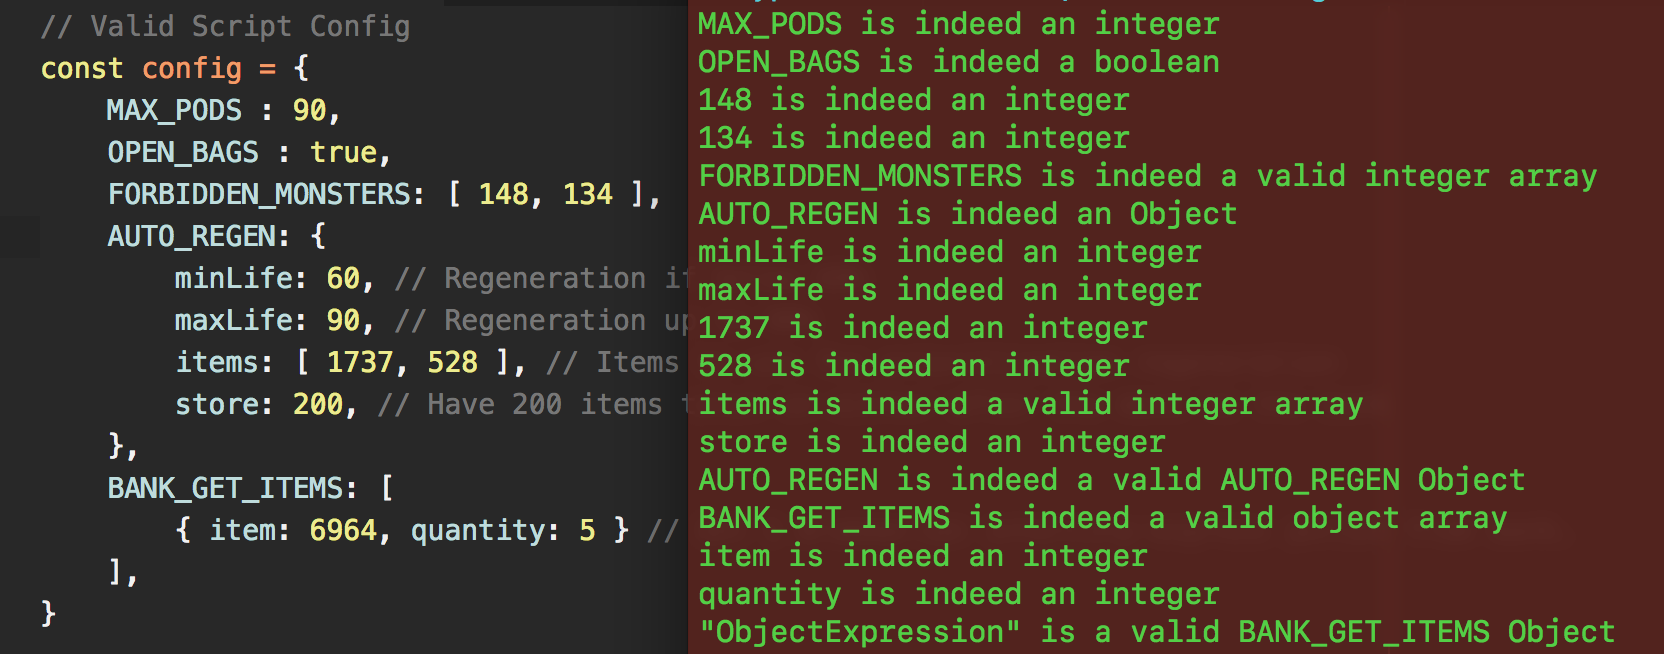 // Valid Script Config
const config = {
MAX_PODS : 90,
OPEN_BAGS : true,
FORBIDDEN_MONSTERS: [ 148, 134 ],
AUTO_REGEN: {
minLife: 60, // Regeneration if
maxLife: 90, // Regeneration up
items: [ 1737, 528 ], // Items
store: 200, // Have 200 items
},
BANK_GET_ITEMS: [
{ item: 6964, quantity: 5 } //
],
}
MAX_PODS is indeed an integer
OPEN_BAGS is indeed a boolean
148 is indeed an integer
134 is indeed an integer
FORBIDDEN_MONSTERS is indeed a valid integer array
AUTO_REGEN is indeed an Object
minLife is indeed an integer
maxLife is indeed an integer
1737 is indeed an integer
528 is indeed an integer
items is indeed a valid integer array
store is indeed an integer
AUTO_REGEN is indeed a valid AUTO_REGEN Object
BANK_GET_ITEMS is indeed a valid object array
item is indeed an integer
quantity is indeed an integer
"ObjectExpression" is a valid BANK_GET_ITEMS Object